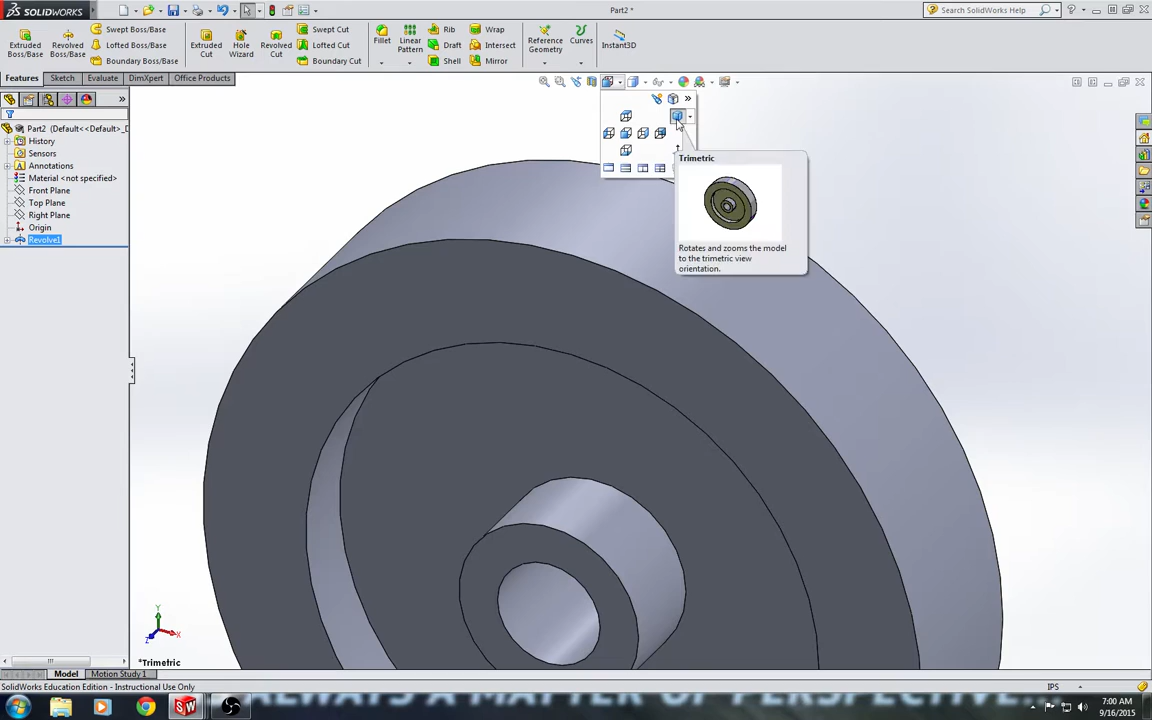 SOLIDWORKS
Part2 *
Search SolidWorks Help
Extruded Boss/Base
Revolved Boss/Base
Swept Boss/Base
Lofted Boss/Base
Boundary Boss/Base
Extruded Cut
Hole Wizard
Revolved Cut
Swept Cut
Lofted Cut
Boundary Cut
Fillet
Linear Pattern
Rib
Draft
Shell
Wrap
Intersect
Mirror
Reference Geometry
Curves
Instant3D
Features
Sketch
Evaluate
DimXpert
Office Products
Part2 (Default<<Default>_D
History
Sensors
Annotations
Material <not specified>
Front Plane
Top Plane
Right Plane
Origin
Revolve1
Trimetric
Rotates and zooms the model
to the trimetric view
orientation.
Y
X
Z
*Trimetric
Model
Motion Study 1
SolidWorks Education Edition - Instructional Use Only
IPS
ALWAYS A MATTER OF PERSPECTIVE...
SW
7:00 AM
9/16/2015